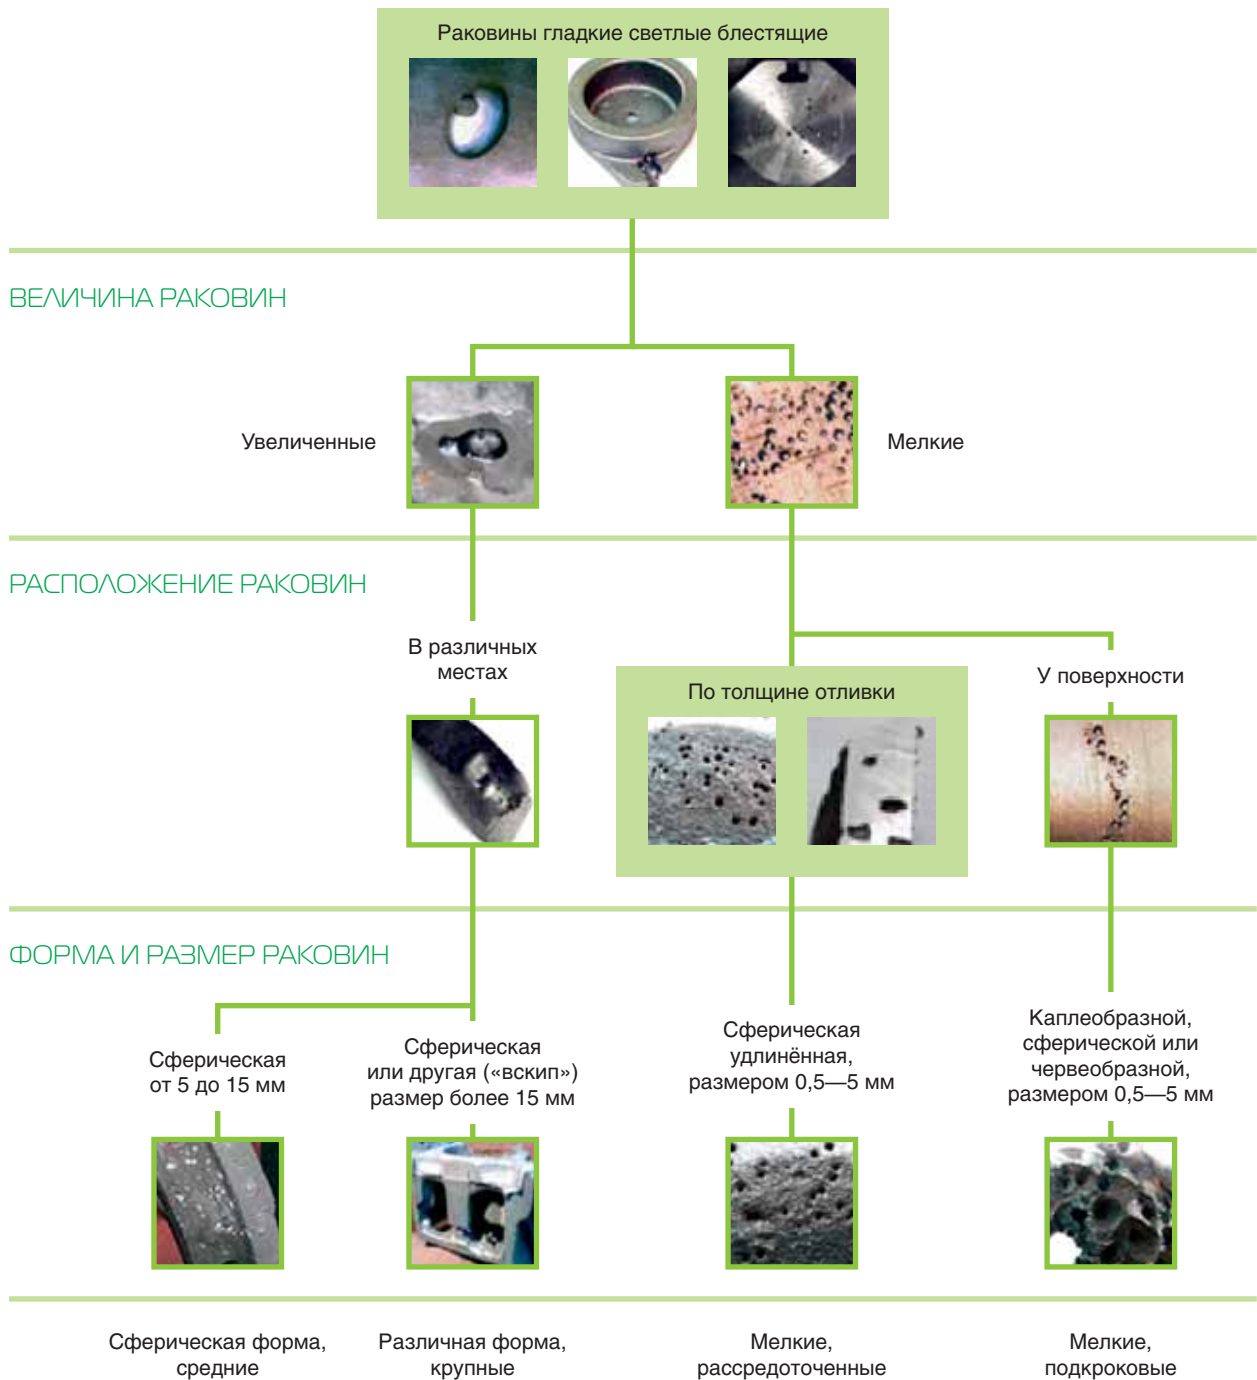 Раковины гладкие светлые блестящие
ВЕЛИЧИНА РАКОВИН
Увеличенные
Мелкие
РАСПОЛОЖЕНИЕ РАКОВИН
В различных
местах
По толщине отливки
У поверхности
ФОРМА И РАЗМЕР РАКОВИН
Сферическая
от 5 до 15 мм
Сферическая
или другая («вскип»)
размер более 15 мм
Сферическая
удлинённая,
размером 0,5—5 мм
Каплеобразной,
сферической или
червеобразной,
размером 0,5—5 мм
Сферическая форма,
средние
Различная форма,
крупные
Мелкие,
рассредоточенные
Мелкие,
подкроковые